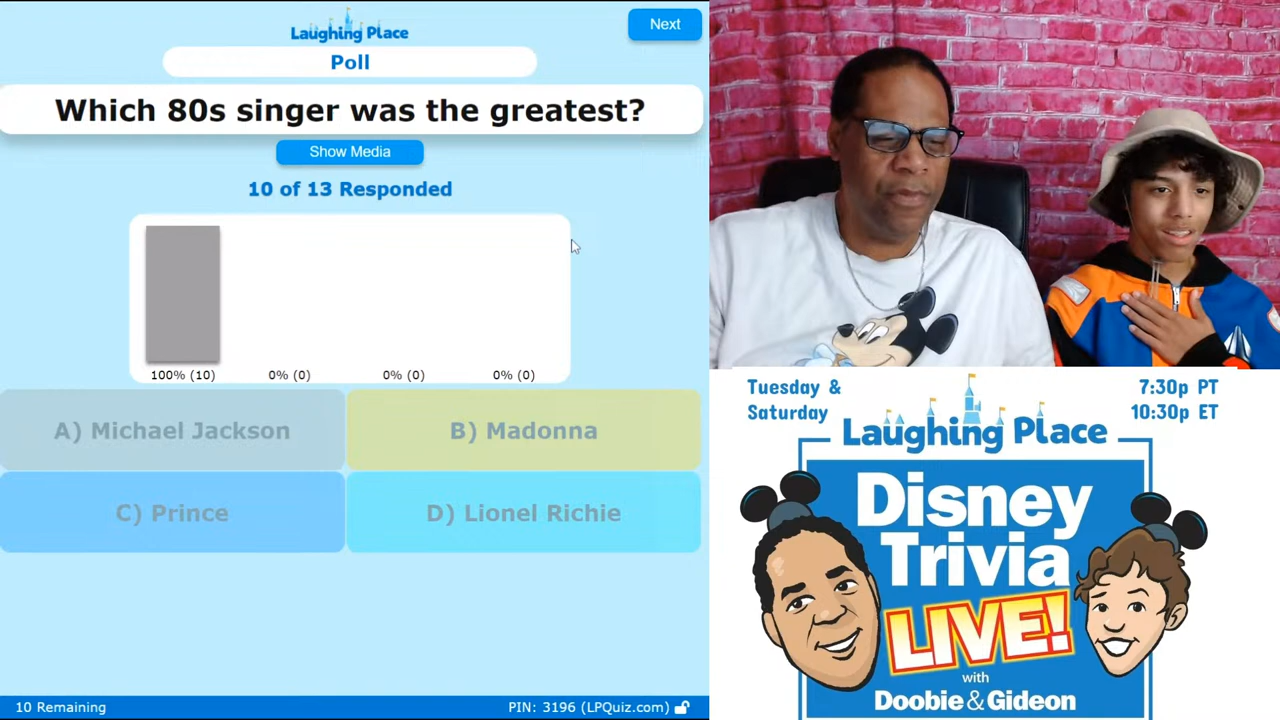 Laughing Place
Next
Poll
Which 80s singer was the greatest?
Show Media
10 of 13 Responded
100% (10)
0% (0)
0% (0)
0% (0)
A) Michael Jackson
B) Madonna
C) Prince
D) Lionel Richie
10 Remaining
PIN: 3196 (LPQuiz.com)
Tuesday &
Saturday
7:30p PT
10:30p ET
Laughing Place
Disney
Trivia
LIVE!
with
Doobie & Gideon